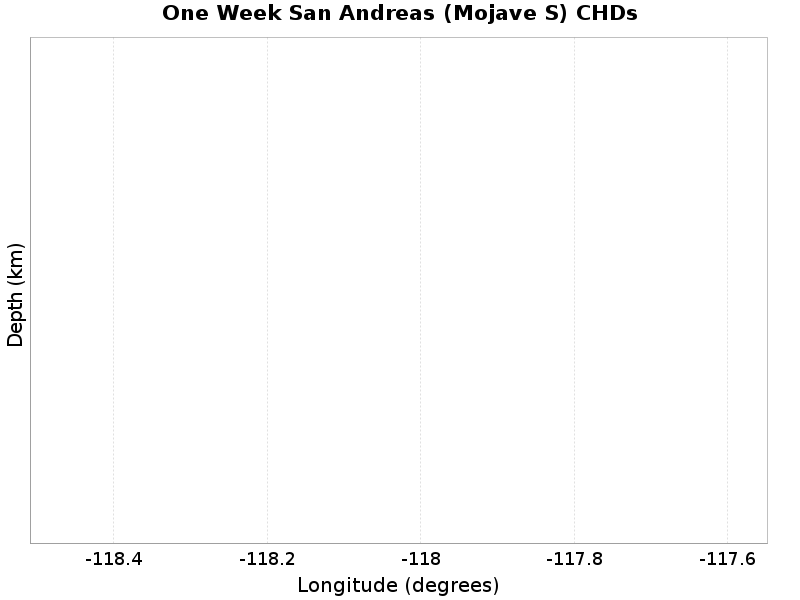 One Week San Andreas (Mojave S) CHDs
Depth (km)
-118.4 -118.2 -118 -117.8 -117.6
Longitude (degrees)